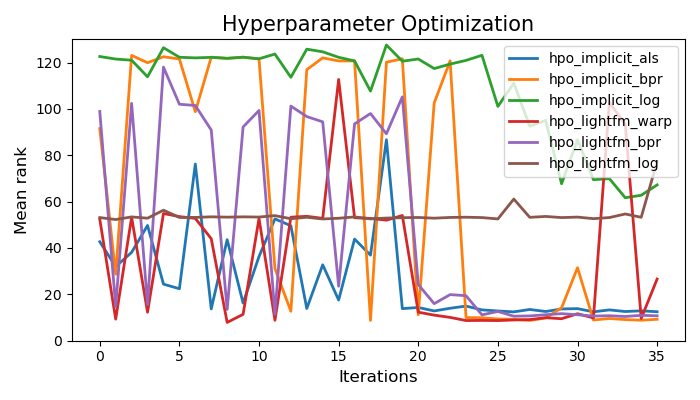 Hyperparameter Optimization
Mean rank
120
100
80
60
40
20
0
hpo_implicit_als
hpo_implicit_bpr
hpo_implicit_log
hpo_lightfm_warp
hpo_lightfm_bpr
hpo_lightfm_log
0 5 10 15 20 25 30 35
Iterations